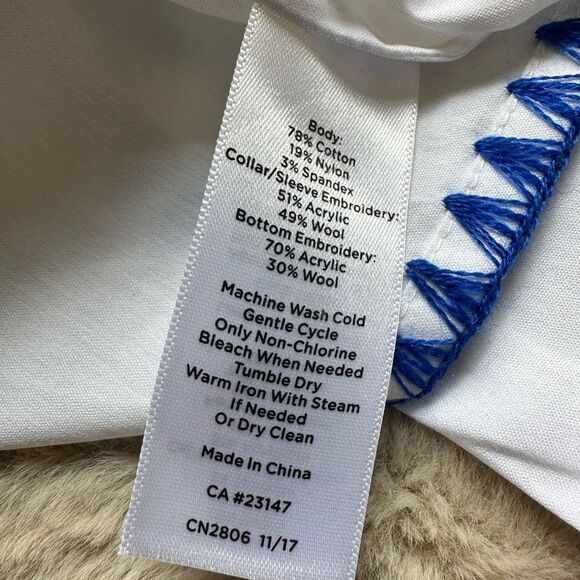 Body:
78% Cotton
19% Nylon
3% Spandex
Collar/Sleeve Embroidery:
51% Acrylic
49% Wool
Bottom Embroidery:
70% Acrylic
30% Wool
Machine Wash Cold
Gentle Cycle
Only Non-Chlorine
Bleach When Needed
Tumble Dry
Warm Iron With Steam
If Needed
Or Dry Clean
Made In China
CA #23147
CN2806 11/17